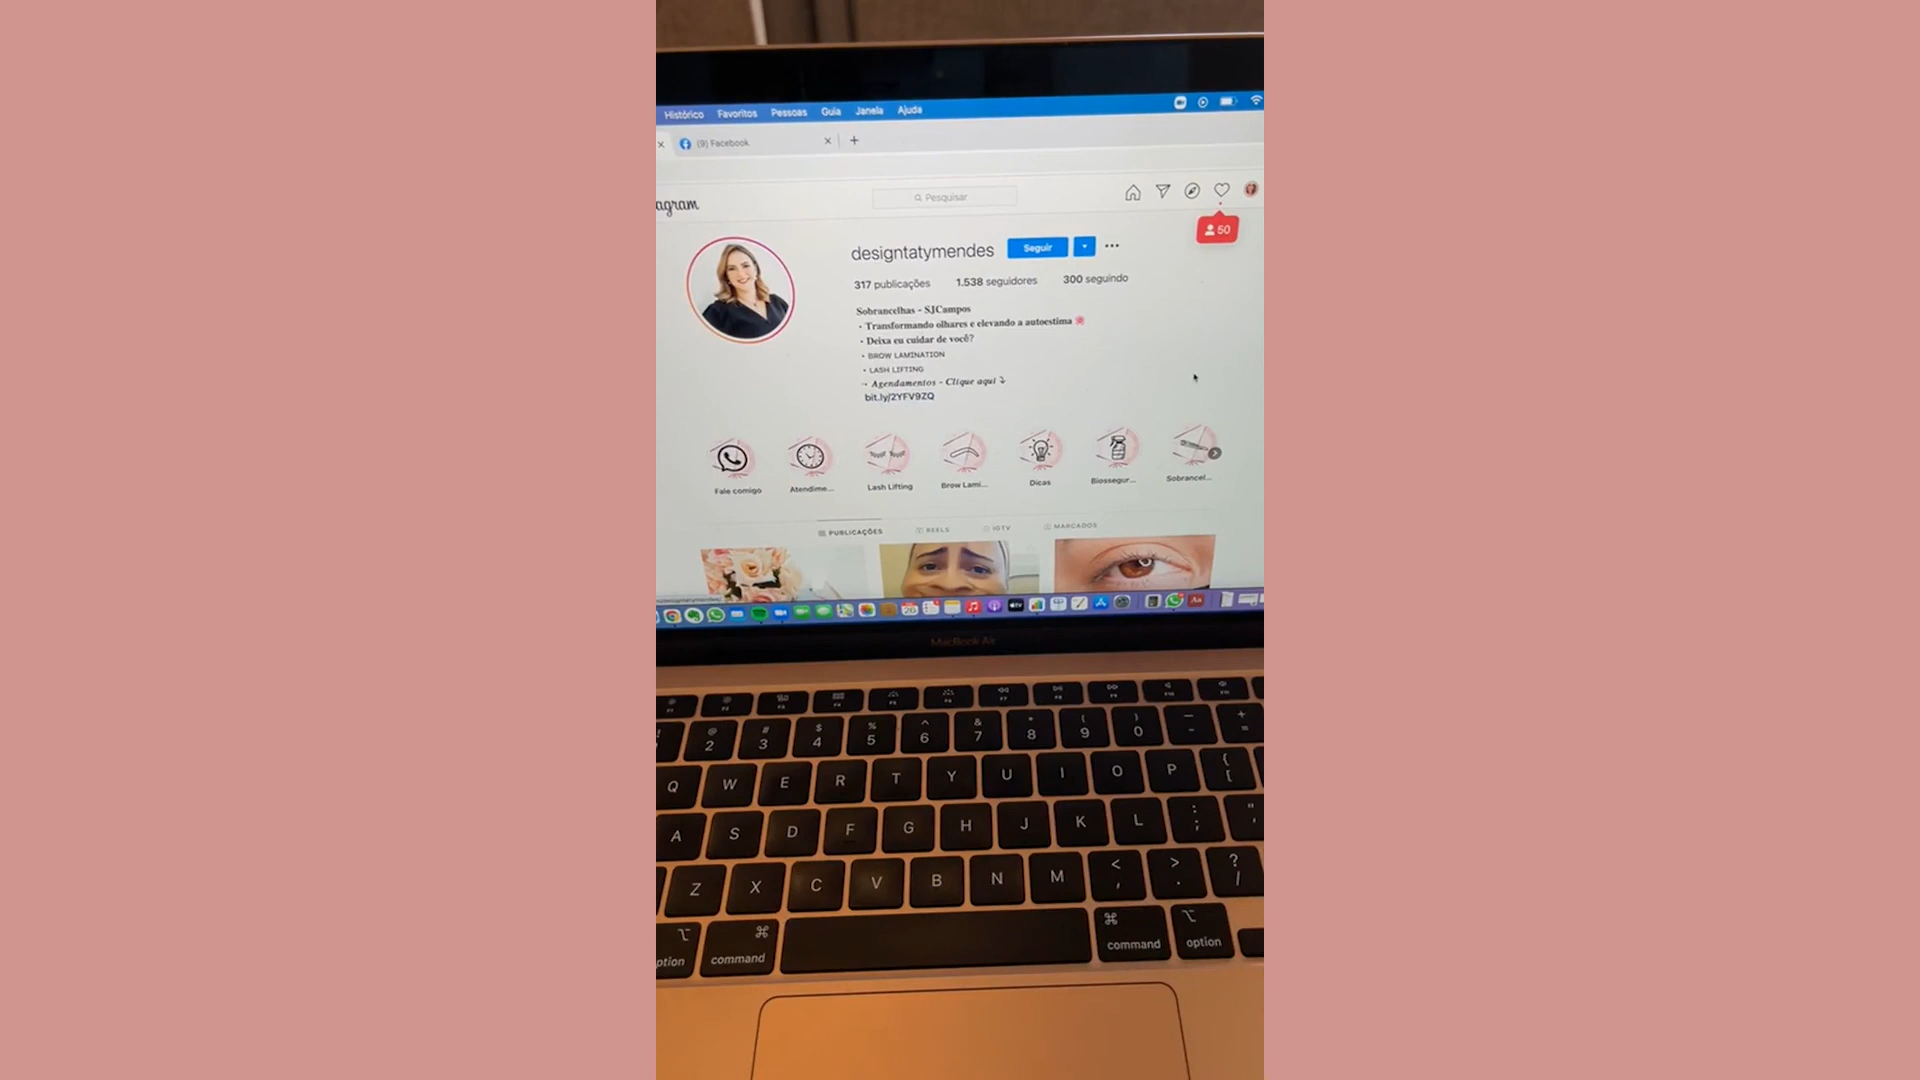 Histórico Favoritos Pessoas Guia Janela Ajuda
(9) Facebook
agram
Pesquisar
50
designtatymendes Seguir
317 publicações 1.538 seguidores 300 seguindo
Sobrancelhas - SJCampos
• Transformando olhares e elevando a autoestima
• Deixa eu cuidar de você?
• BROW LAMINATION
• LASH LIFTING
→ Agendamentos - Clique aqui ⤵
bit.ly/2YFV9ZQ
Fale comigo Atendime... Lash Lifting Brow Lami... Dicas Biossegur... Sobrancel...
PUBLICAÇÕES REELS IGTV MARCADOS
MacBook Air
@ # $ % ^ & * ( ) — +
2 3 4 5 6 7 8 9 0 - =
Q W E R T Y U I O P { [
A S D F G H J K L : ; " '
Z X C V B N M < , > . ? /
ption command command option